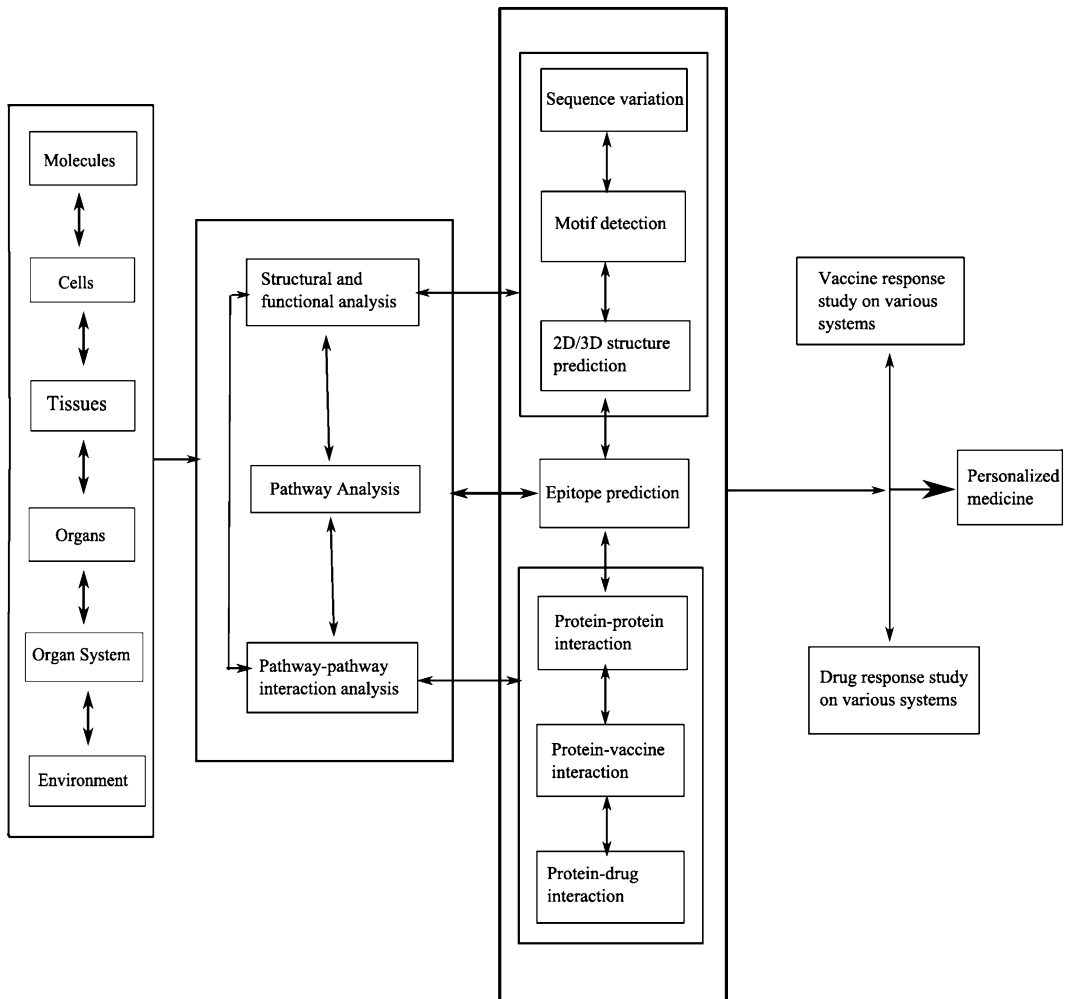 Molecules
Cells
Tissues
Organs
Organ System
Environment
Structural and
functional analysis
Pathway Analysis
Pathway-pathway
interaction analysis
Sequence variation
Motif detection
2D/3D structure
prediction
Epitope prediction
Protein-protein
interaction
Protein-vaccine
interaction
Protein-drug
interaction
Vaccine response
study on various
systems
Personalized
medicine
Drug response study
on various systems